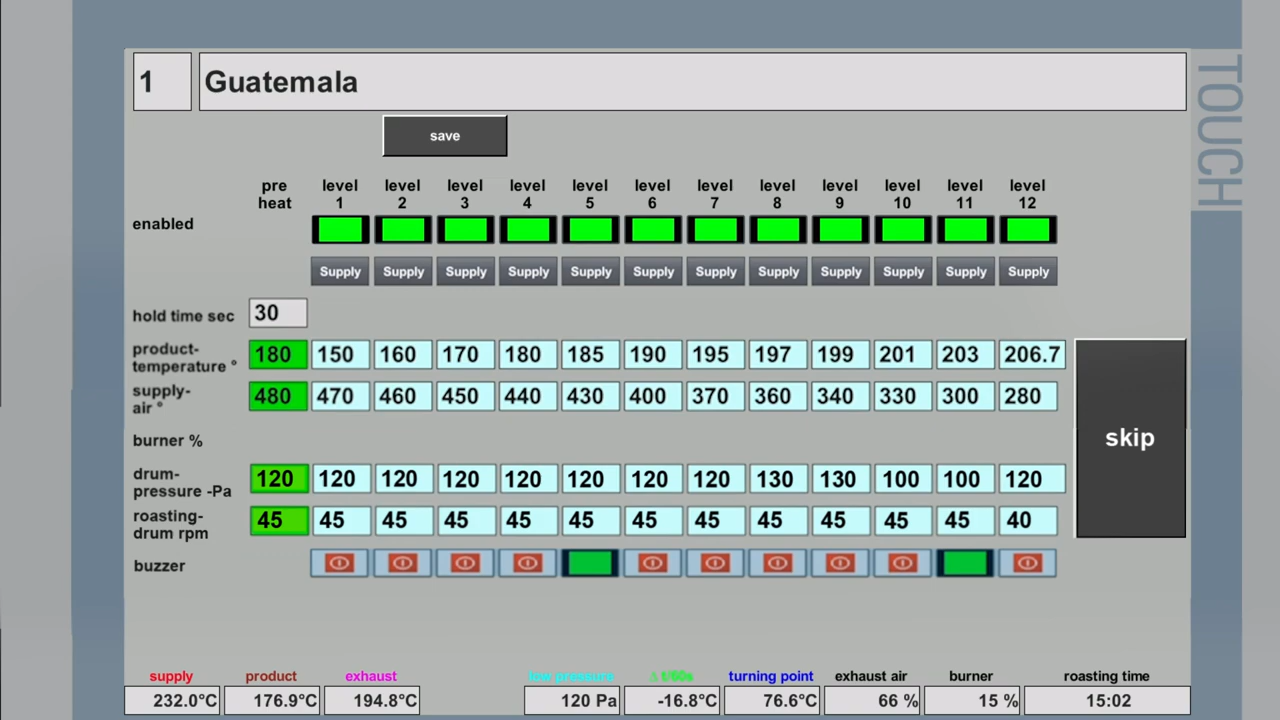 1 Guatemala
TOUCH
save
pre heat level 1 level 2 level 3 level 4 level 5 level 6 level 7 level 8 level 9 level 10 level 11 level 12
enabled
Supply Supply Supply Supply Supply Supply Supply Supply Supply Supply Supply Supply
hold time sec 30
product-temperature ° 180 150 160 170 180 185 190 195 197 199 201 203 206.7
supply-air ° 480 470 460 450 440 430 400 370 360 340 330 300 280
skip
burner %
drum-pressure -Pa 120 120 120 120 120 120 120 120 130 130 100 100 120
roasting-drum rpm 45 45 45 45 45 45 45 45 45 45 45 45 40
buzzer
supply product exhaust low pressure Δ t/60s turning point exhaust air burner roasting time
232.0°C 176.9°C 194.8°C 120 Pa -16.8°C 76.6°C 66 % 15 % 15:02